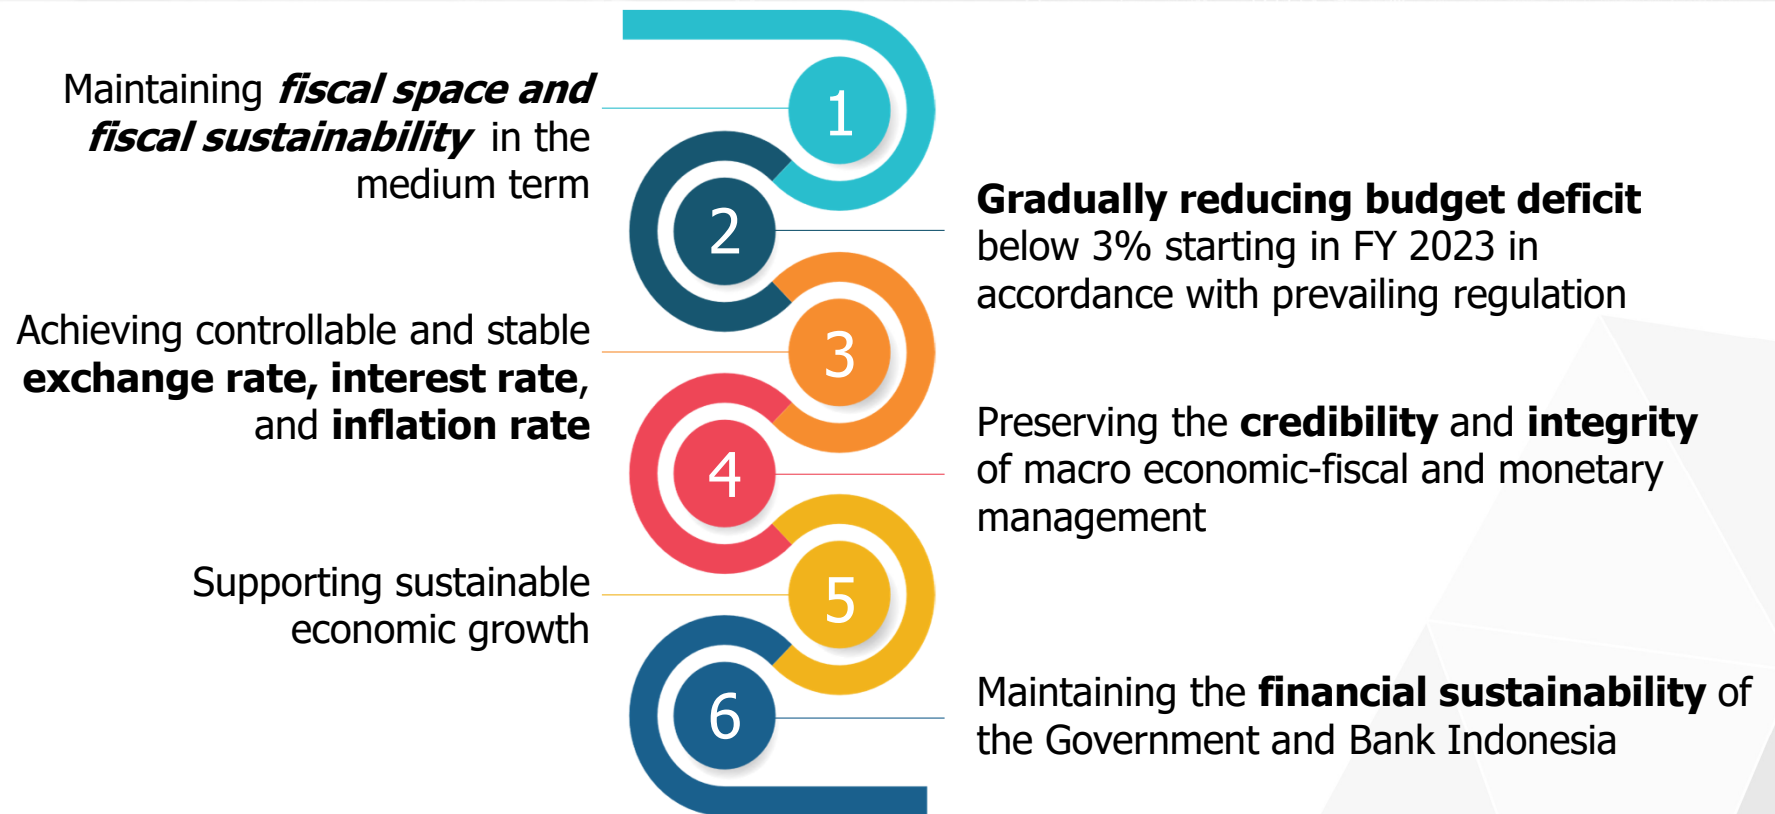 1
Maintaining fiscal space and
fiscal sustainability in the
medium term
2
Gradually reducing budget deficit
below 3% starting in FY 2023 in
accordance with prevailing regulation
3
Achieving controllable and stable
exchange rate, interest rate,
and inflation rate
4
Preserving the credibility and integrity
of macro economic-fiscal and monetary
management
5
Supporting sustainable
economic growth
6
Maintaining the financial sustainability of
the Government and Bank Indonesia